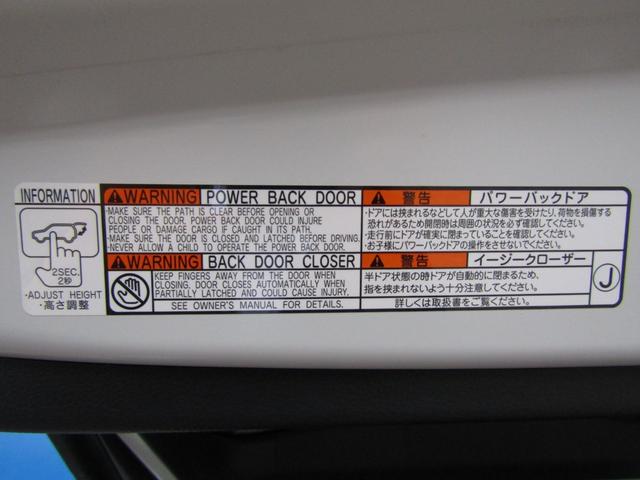 INFORMATION
2SEC.
2秒
・ADJUST HEIGHT
・高さ調整
WARNING POWER BACK DOOR
・MAKE SURE THE PATH IS CLEAR BEFORE OPENING OR
CLOSING THE DOOR. POWER BACK DOOR COULD INJURE
PEOPLE OR DAMAGE CARGO IF CAUGHT IN ITS PATH.
・MAKE SURE THE DOOR IS CLOSED AND LATCHED BEFORE DRIVING.
・NEVER ALLOW A CHILD TO OPERATE THE POWER BACK DOOR.
WARNING BACK DOOR CLOSER
KEEP FINGERS AWAY FROM THE DOOR WHEN
CLOSING. DOOR CLOSES AUTOMATICALLY WHEN
PARTIALLY LATCHED AND COULD CAUSE INJURY.
SEE OWNER'S MANUAL FOR DETAILS.
警告 パワーバックドア
・ドアには挟まれるなどして人が重大な傷害を受けたり、荷物を損傷する
恐れがあるため開閉時は周囲の状況を必ず確認してください。
・走行前にドアが確実に閉まっていることを確認してください。
・お子様にパワーバックドアの操作をさせないでください。
警告 イージークローザー
半ドア状態の時ドアが自動的に閉まるため、
指を挟まれないよう十分注意してください。
詳しくは取扱書をご覧ください。
J